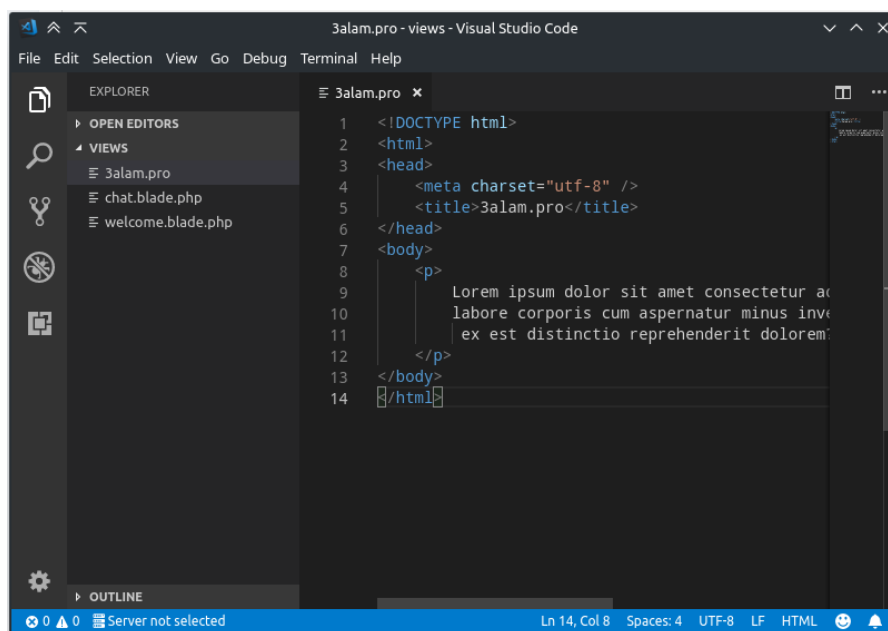 3alam.pro - views - Visual Studio Code
File Edit Selection View Go Debug Terminal Help
EXPLORER
OPEN EDITORS
VIEWS
3alam.pro
chat.blade.php
welcome.blade.php
OUTLINE
3alam.pro
1 <!DOCTYPE html>
2 <html>
3 <head>
4 <meta charset="utf-8" />
5 <title>3alam.pro</title>
6 </head>
7 <body>
8 <p>
9 Lorem ipsum dolor sit amet consectetur
10 labore corporis cum aspernatur minus
11 ex est distinctio reprehenderit dolorem?
12 </p>
13 </body>
14 </html>
0 0 Server not selected Ln 14, Col 8 Spaces: 4 UTF-8 LF HTML